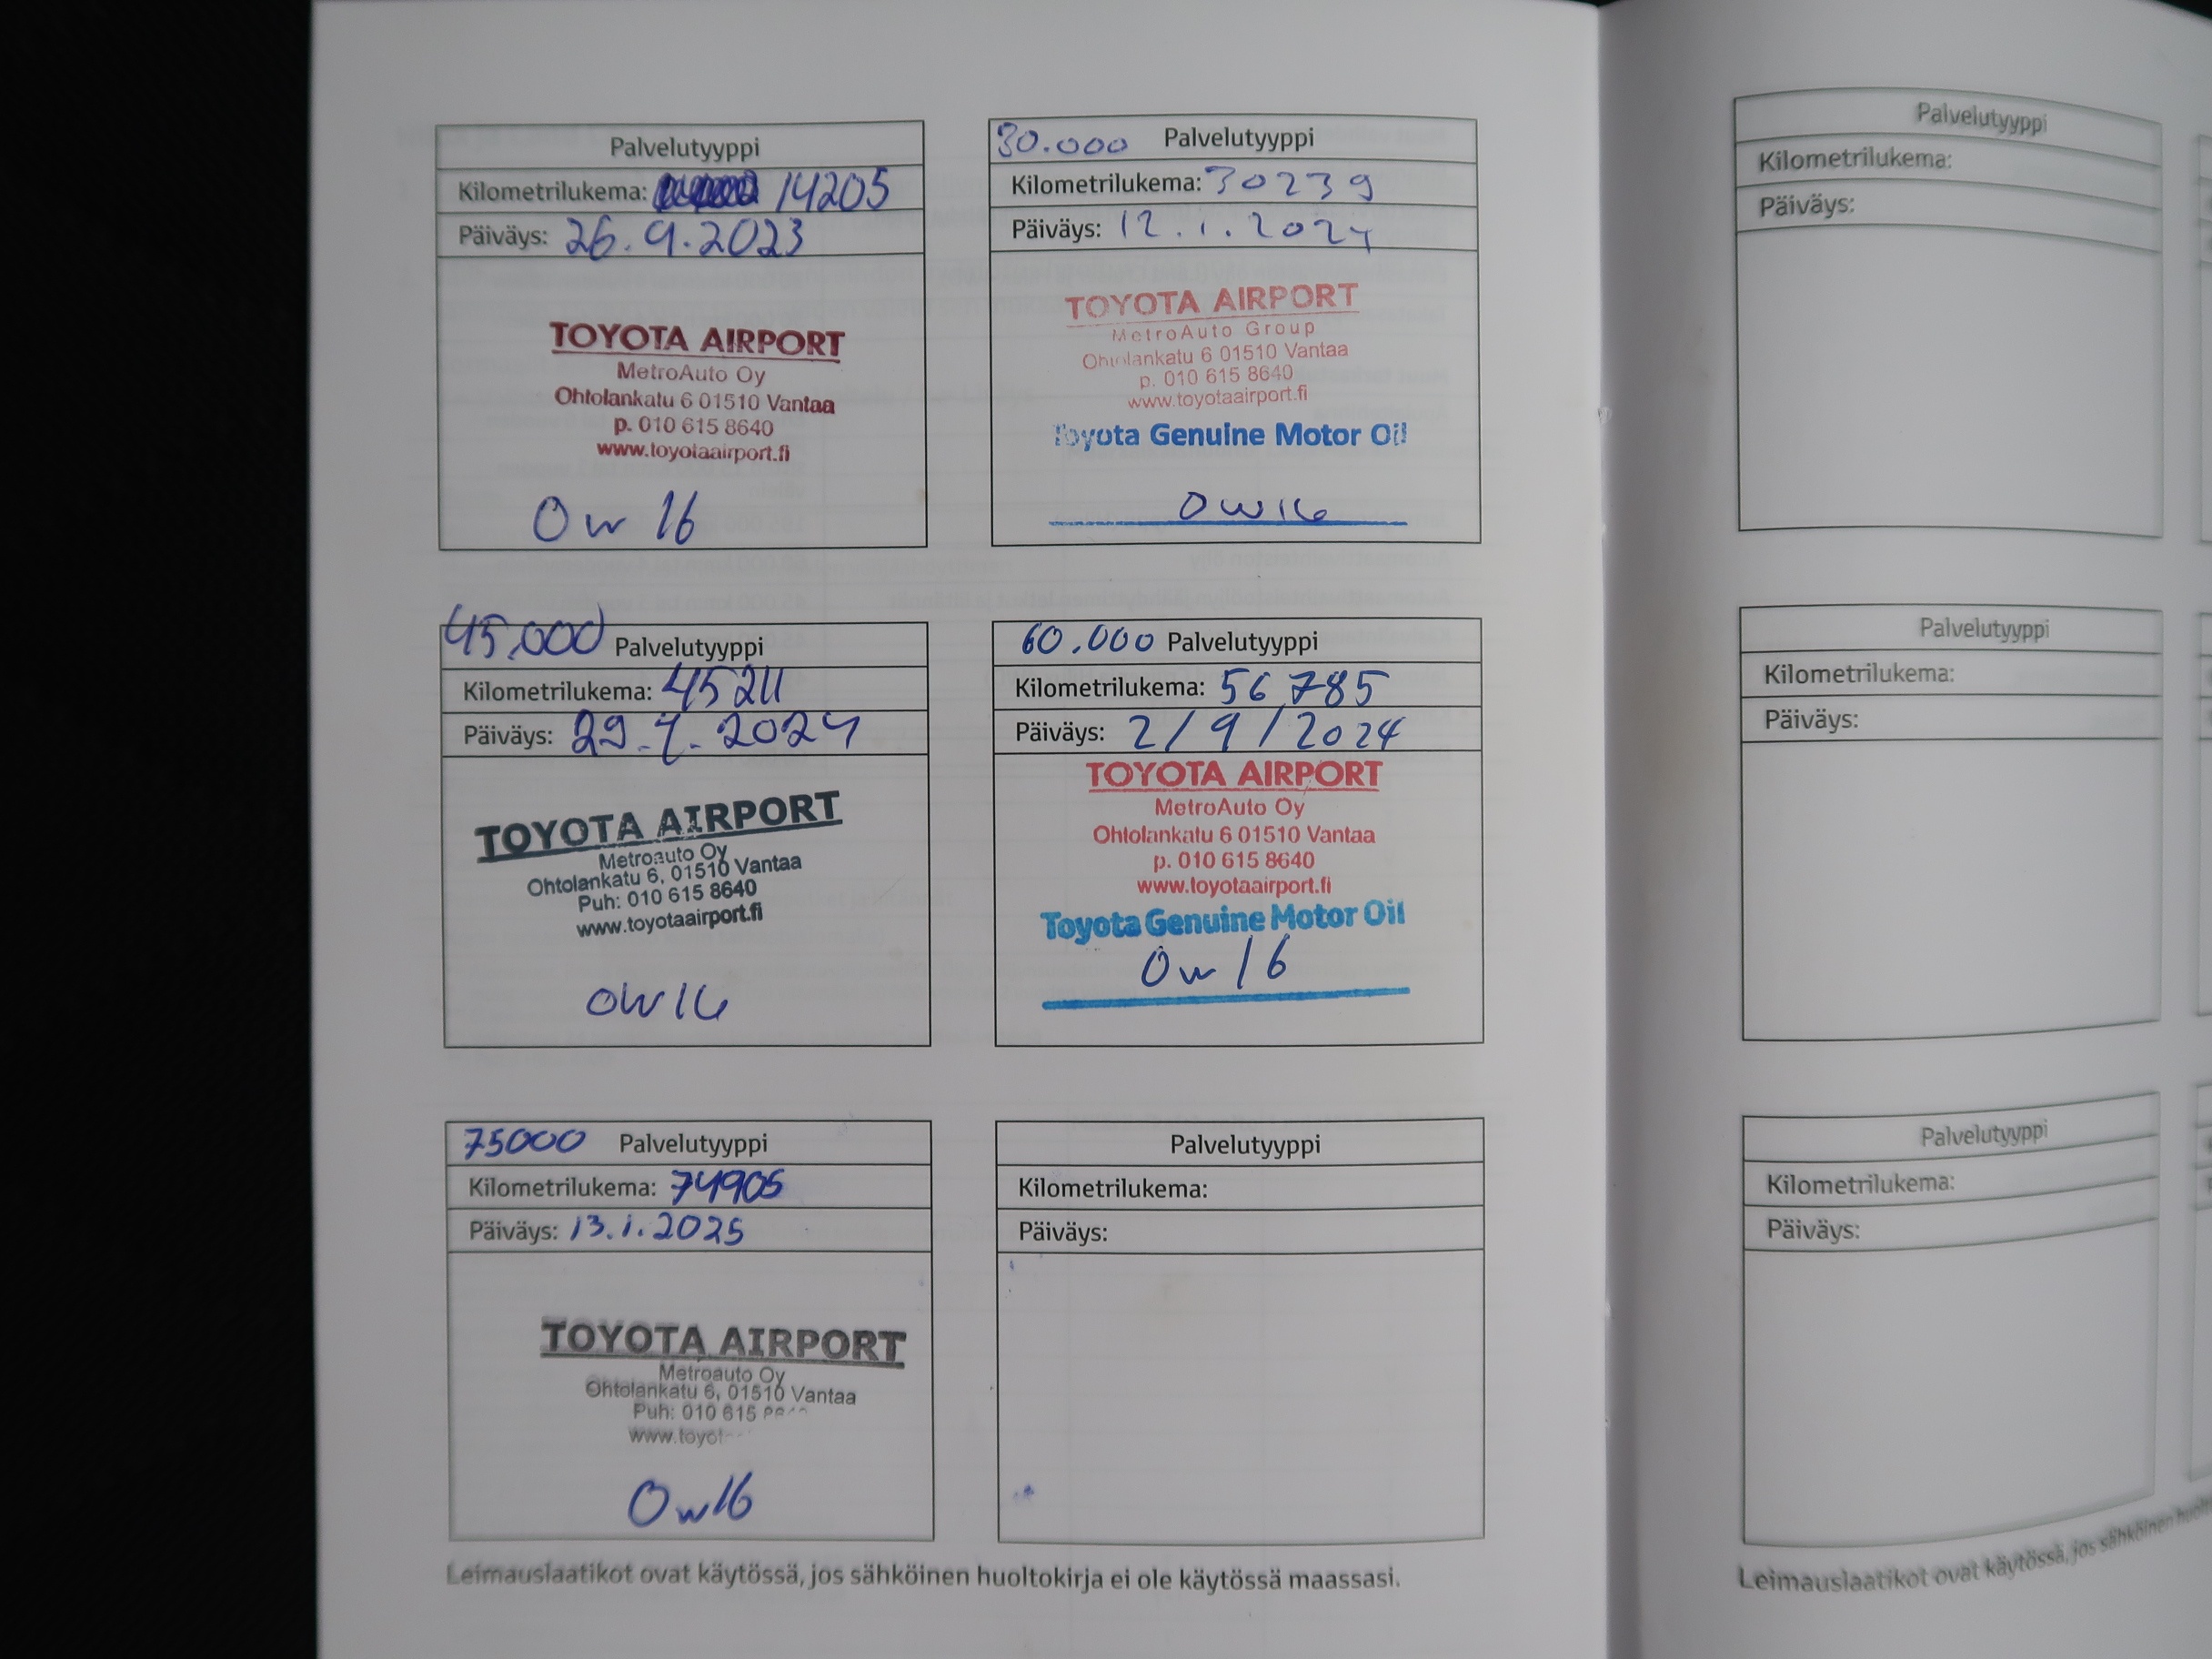 Palvelutyyppi
Kilometrilukema: 14205
Päiväys: 26.9.2023
TOYOTA AIRPORT
MetroAuto Oy
Ohtolankatu 6 01510 Vantaa
p. 010 615 8640
www.toyotaairport.fi
0w16
30.000 Palvelutyyppi
Kilometrilukema: 30239
Päiväys: 12.1.2024
TOYOTA AIRPORT
MetroAuto Group
Ohtolankatu 6 01510 Vantaa
p. 010 615 8640
www.toyotaairport.fi
Toyota Genuine Motor Oil
0w16
45.000 Palvelutyyppi
Kilometrilukema: 45211
Päiväys: 2024
TOYOTA AIRPORT
Metroauto Oy
Ohtolankatu 6, 01510 Vantaa
Puh: 010 615 8640
www.toyotaairport.fi
0W16
60.000 Palvelutyyppi
Kilometrilukema: 56785
Päiväys: 2/9/2024
TOYOTA AIRPORT
MetroAuto Oy
Ohtolankatu 6 01510 Vantaa
p. 010 615 8640
www.toyotaairport.fi
Toyota Genuine Motor Oil
0w16
75000 Palvelutyyppi
Kilometrilukema: 74905
Päiväys: 13.1.2025
TOYOTA AIRPORT
Metroauto Oy
Ohtolankatu 6, 01510 Vantaa
Puh: 010 615
0w16
Palvelutyyppi
Kilometrilukema:
Päiväys:
Leimauslaatikot ovat käytössä, jos sähköinen huoltokirja ei ole käytössä maassasi.
Palvelutyyppi
Kilometrilukema:
Päiväys:
Palvelutyyppi
Kilometrilukema:
Päiväys:
Palvelutyyppi
Kilometrilukema:
Päiväys:
Leimauslaatikot ovat käytössä, jos sähköinen